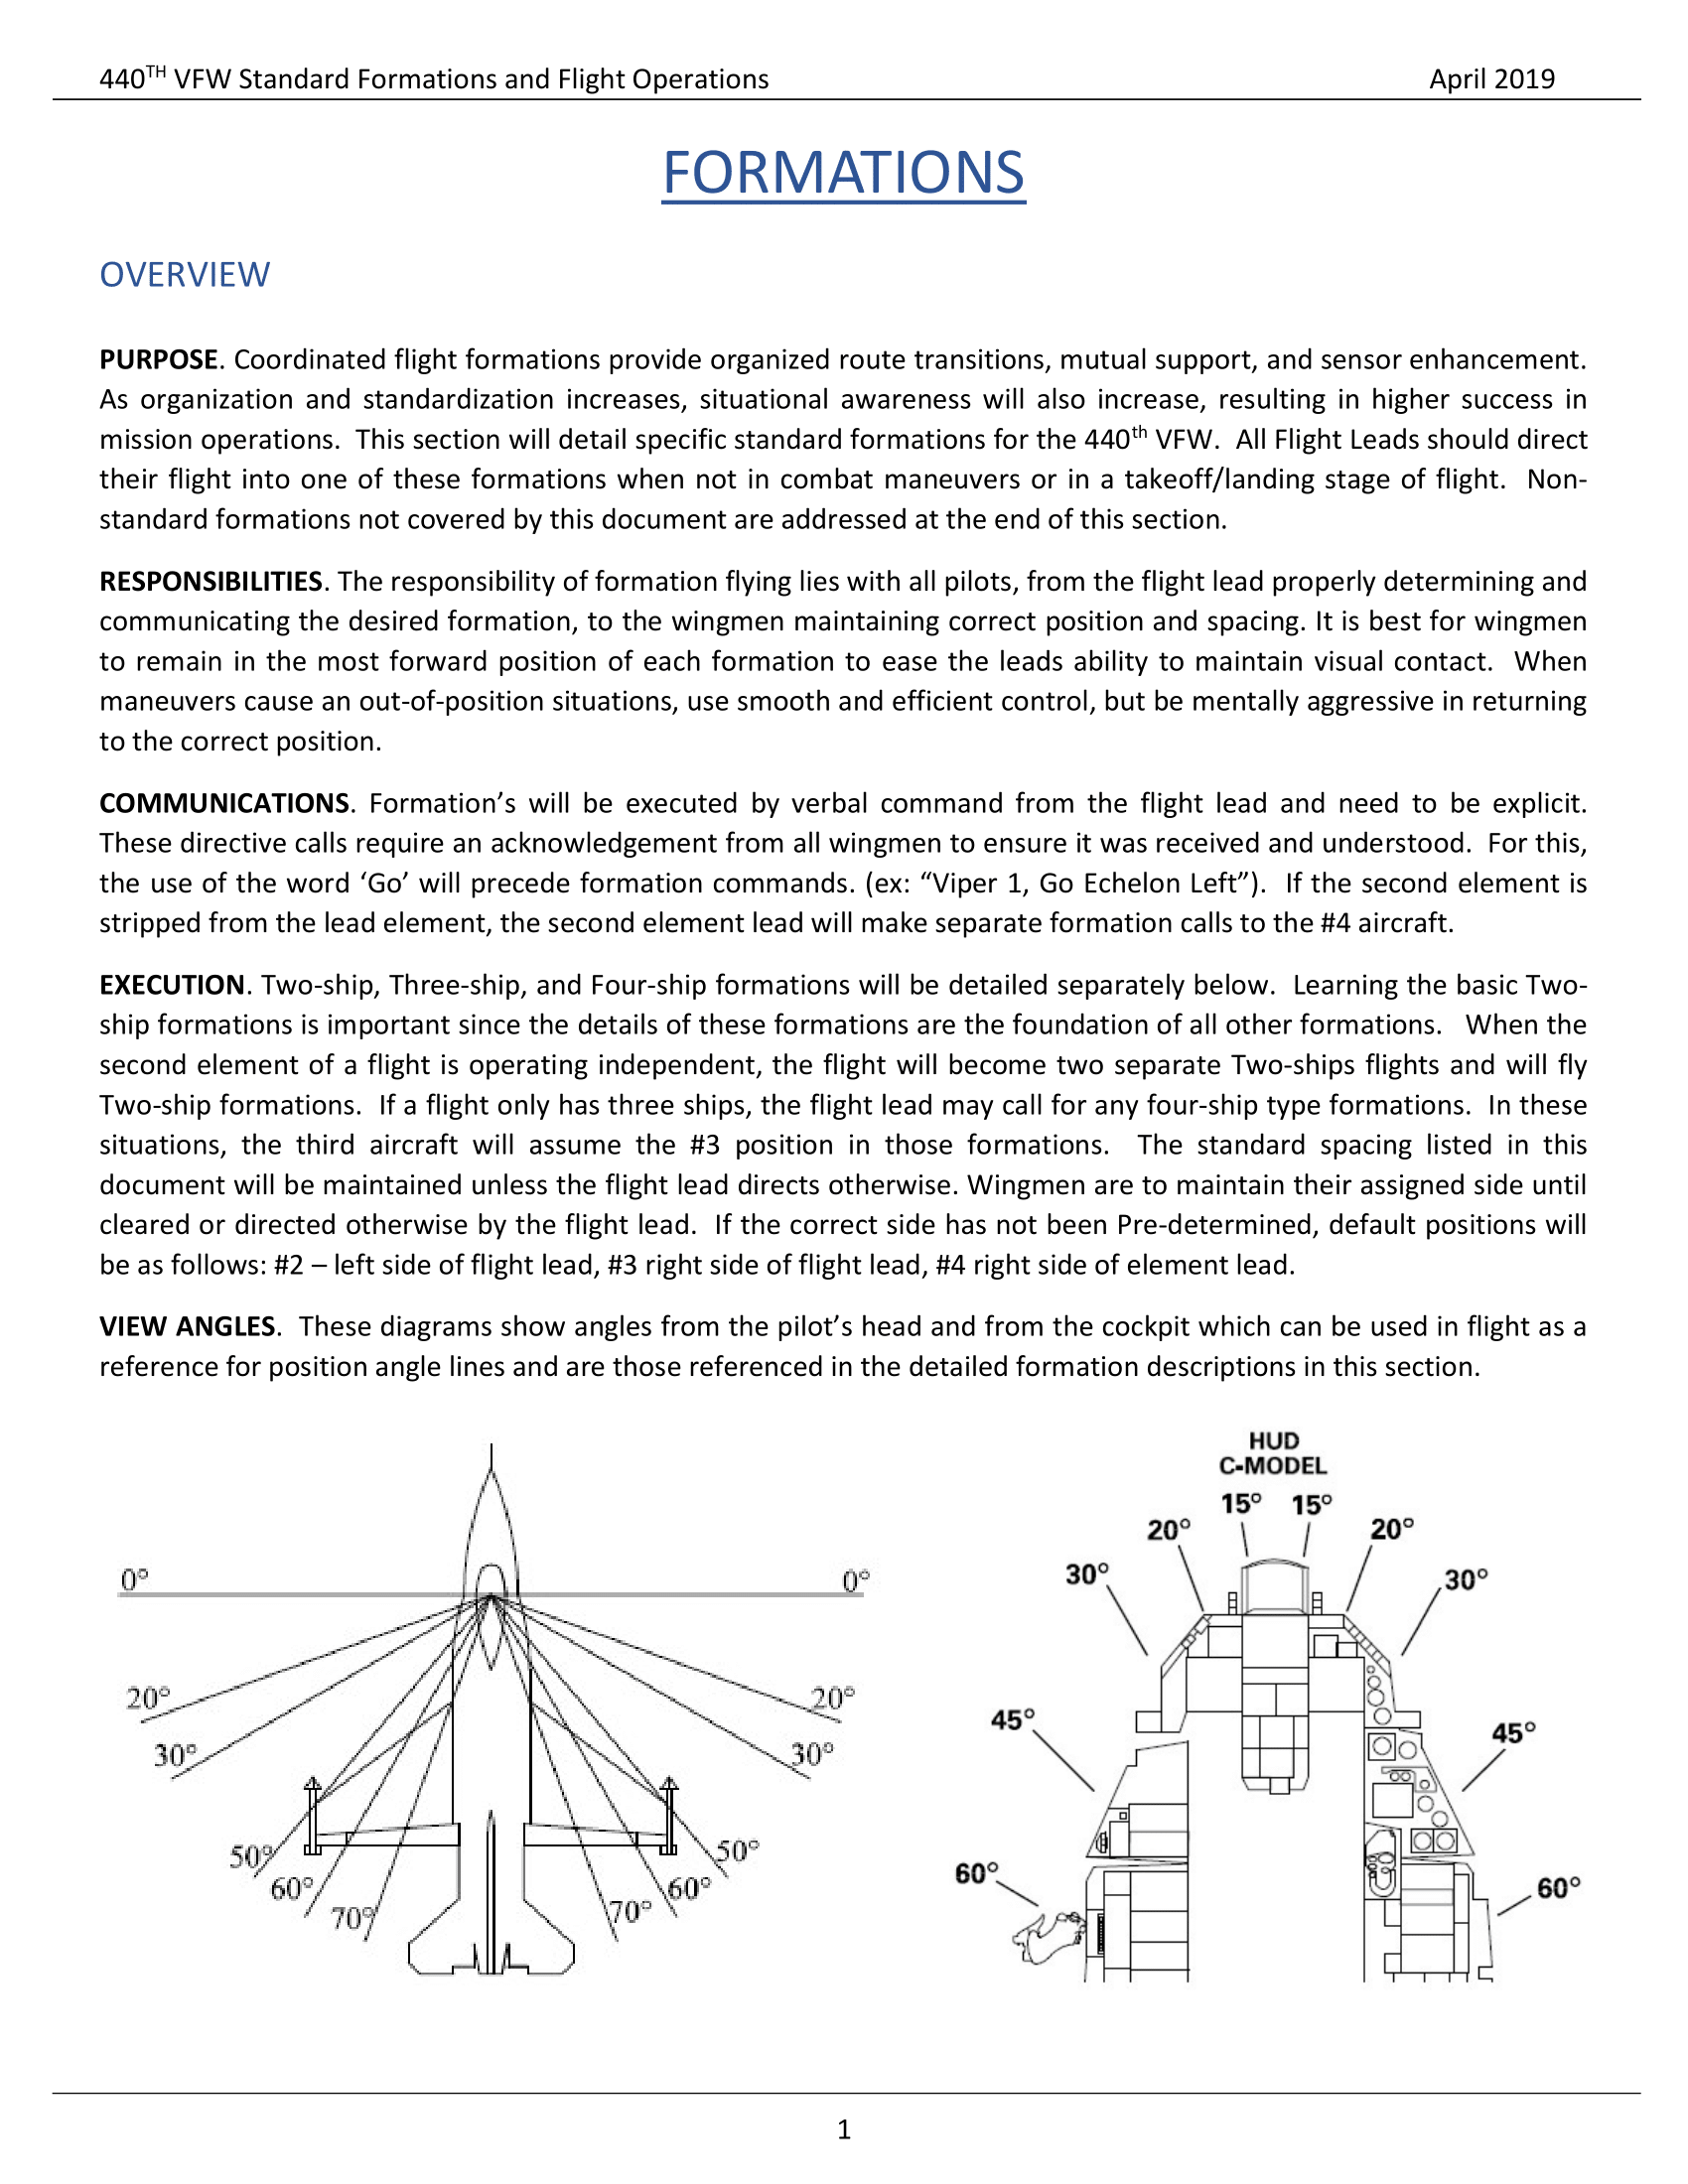 440TH VFW Standard Formations and Flight Operations April 2019
FORMATIONS
OVERVIEW
PURPOSE. Coordinated flight formations provide organized route transitions, mutual support, and sensor enhancement.
As organization and standardization increases, situational awareness will also increase, resulting in higher success in
mission operations. This section will detail specific standard formations for the 440th VFW. All Flight Leads should direct
their flight into one of these formations when not in combat maneuvers or in a takeoff/landing stage of flight. Non-
standard formations not covered by this document are addressed at the end of this section.
RESPONSIBILITIES. The responsibility of formation flying lies with all pilots, from the flight lead properly determining and
communicating the desired formation, to the wingmen maintaining correct position and spacing. It is best for wingmen
to remain in the most forward position of each formation to ease the leads ability to maintain visual contact. When
maneuvers cause an out-of-position situations, use smooth and efficient control, but be mentally aggressive in returning
to the correct position.
COMMUNICATIONS. Formation’s will be executed by verbal command from the flight lead and need to be explicit.
These directive calls require an acknowledgement from all wingmen to ensure it was received and understood. For this,
the use of the word ‘Go’ will precede formation commands. (ex: “Viper 1, Go Echelon Left”). If the second element is
stripped from the lead element, the second element lead will make separate formation calls to the #4 aircraft.
EXECUTION. Two-ship, Three-ship, and Four-ship formations will be detailed separately below. Learning the basic Two-
ship formations is important since the details of these formations are the foundation of all other formations. When the
second element of a flight is operating independent, the flight will become two separate Two-ships flights and will fly
Two-ship formations. If a flight only has three ships, the flight lead may call for any four-ship type formations. In these
situations, the third aircraft will assume the #3 position in those formations. The standard spacing listed in this
document will be maintained unless the flight lead directs otherwise. Wingmen are to maintain their assigned side until
cleared or directed otherwise by the flight lead. If the correct side has not been Pre-determined, default positions will
be as follows: #2 – left side of flight lead, #3 right side of flight lead, #4 right side of element lead.
VIEW ANGLES. These diagrams show angles from the pilot’s head and from the cockpit which can be used in flight as a
reference for position angle lines and are those referenced in the detailed formation descriptions in this section.
0° 0°
20° 20°
30° 30°
50° 50°
60° 60°
70° 70°
HUD
C-MODEL
15° 15°
20° 20°
30° 30°
45° 45°
60° 60°
1